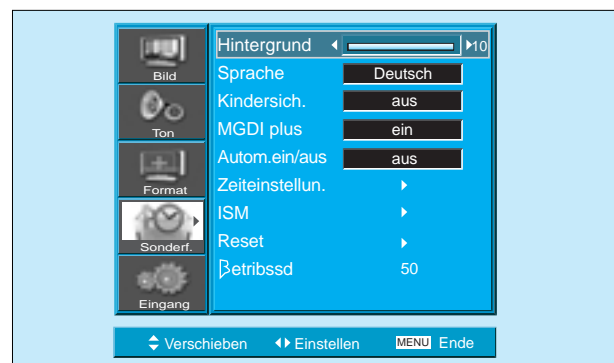 Bild
Ton
Format
Sonderf.
Eingang
Hintergrund 10
Sprache Deutsch
Kindersich. aus
MGDI plus ein
Autom.ein/aus aus
Zeiteinstellun.
ISM
Reset
βetribssd 50
Verschieben Einstellen MENU Ende